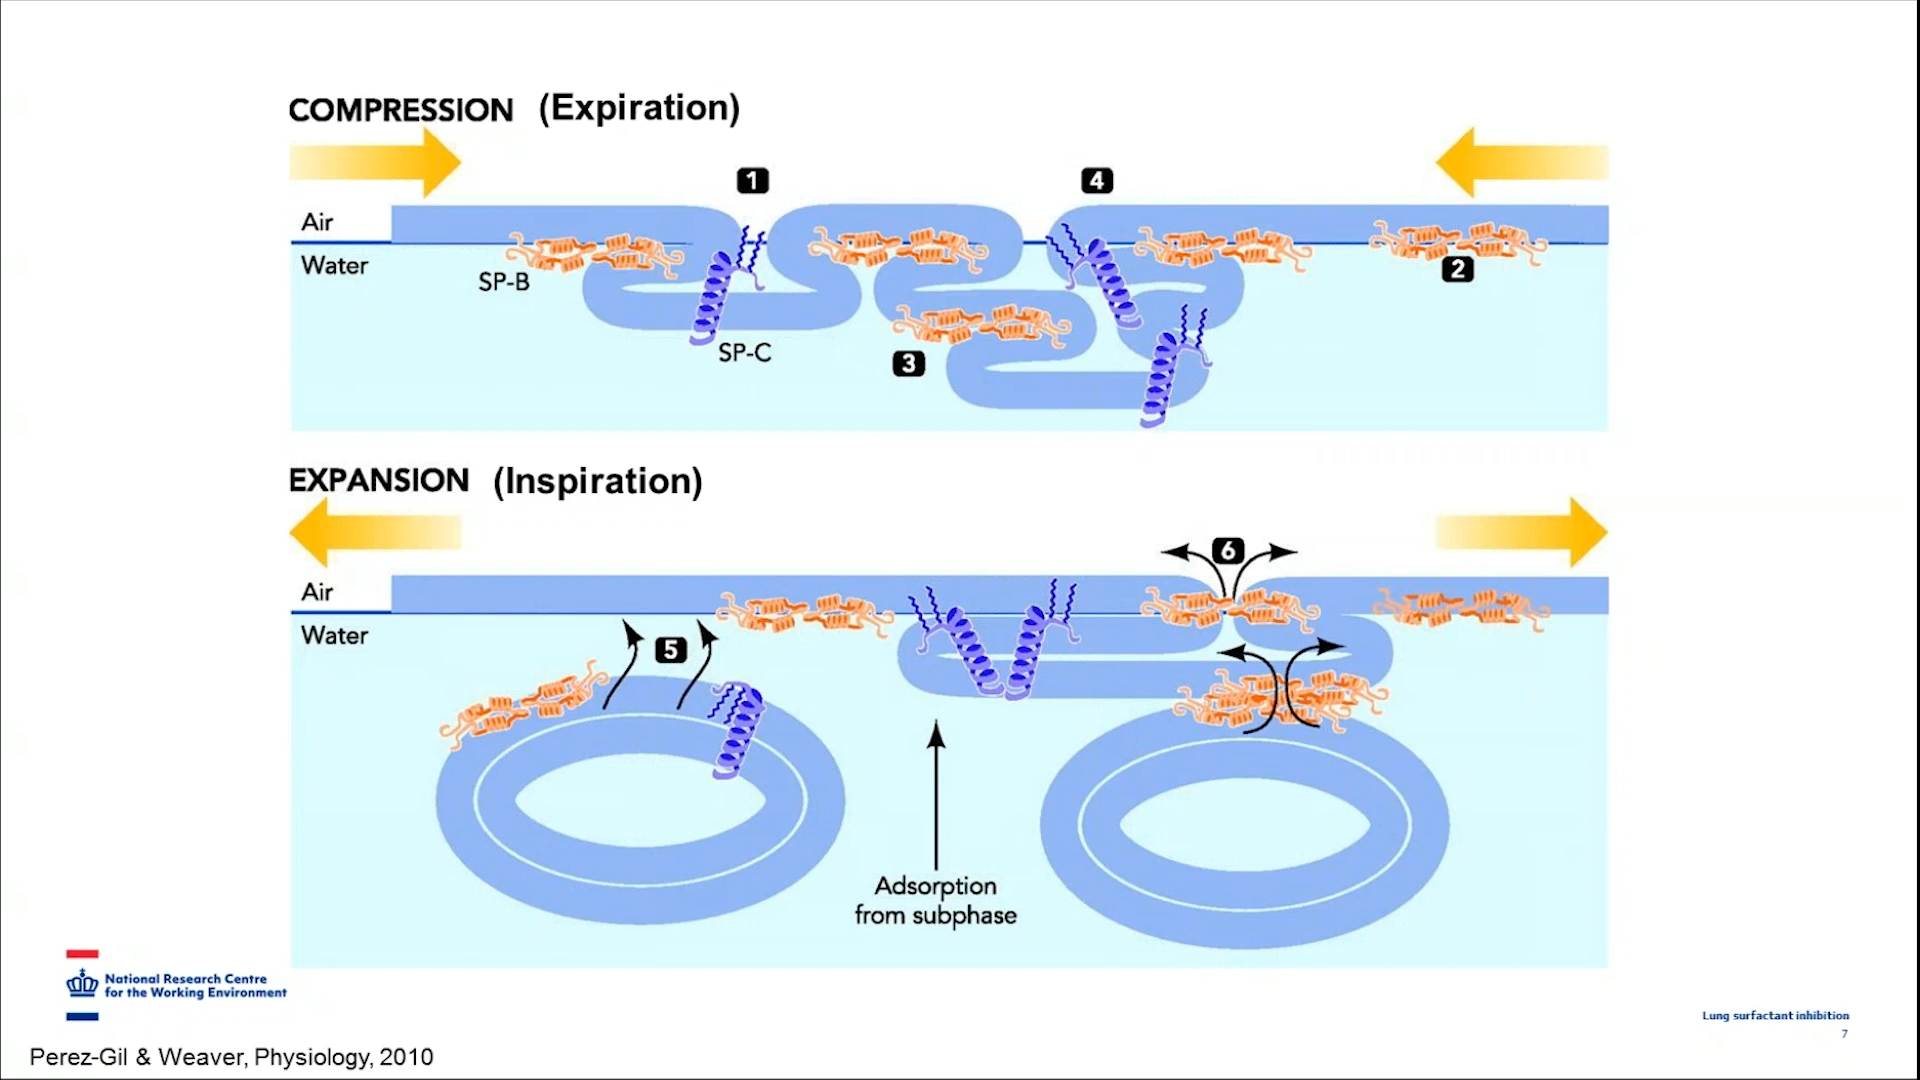 COMPRESSION (Expiration)
1
4
Air
Water
SP-B
2
SP-C
3
EXPANSION (Inspiration)
6
Air
Water
5
Adsorption
from subphase
National Research Centre
for the Working Environment
Lung surfactant inhibition
7
Perez-Gil & Weaver, Physiology, 2010